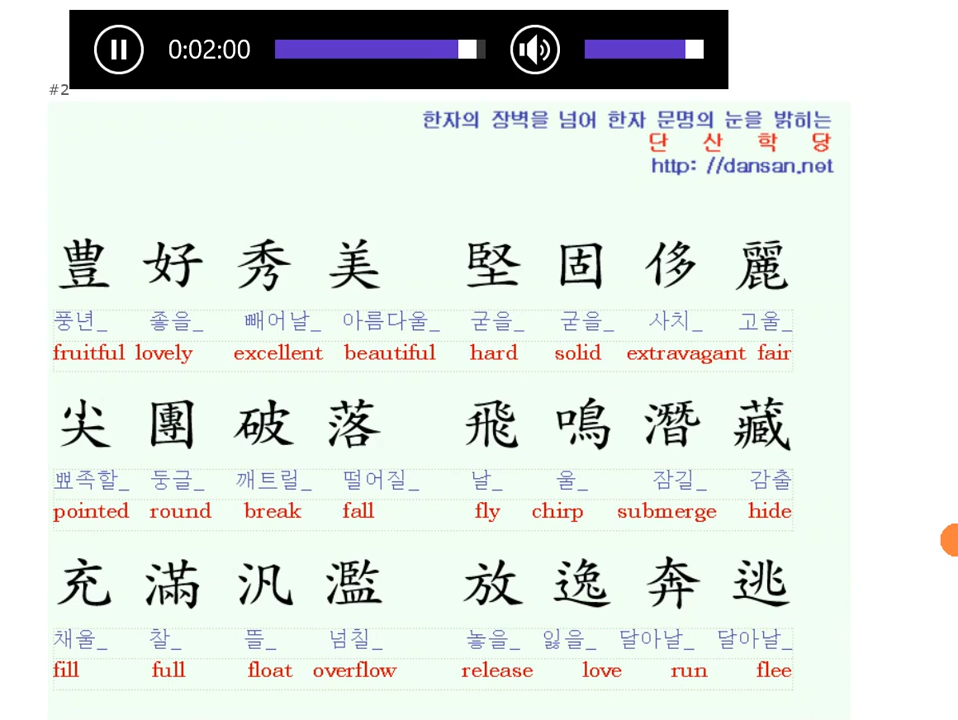 0:02:00
#2
한자의 장벽을 넘어 한자 문명의 눈을 밝히는
단 산 학 당
http: //dansan.net
豊 好 秀 美 堅 固 侈 麗
풍년_ 좋을_ 빼어날_ 아름다울_ 굳을_ 굳을_ 사치_ 고울_
fruitful lovely excellent beautiful hard solid extravagant fair
尖 團 破 落 飛 鳴 潛 藏
뾰족할_ 둥글_ 깨트릴_ 떨어질_ 날_ 울_ 잠길_ 감출
pointed round break fall fly chirp submerge hide
充 滿 汎 濫 放 逸 奔 逃
채울_ 찰_ 뜰_ 넘칠_ 놓을_ 잃을_ 달아날_ 달아날_
fill full float overflow release love run flee